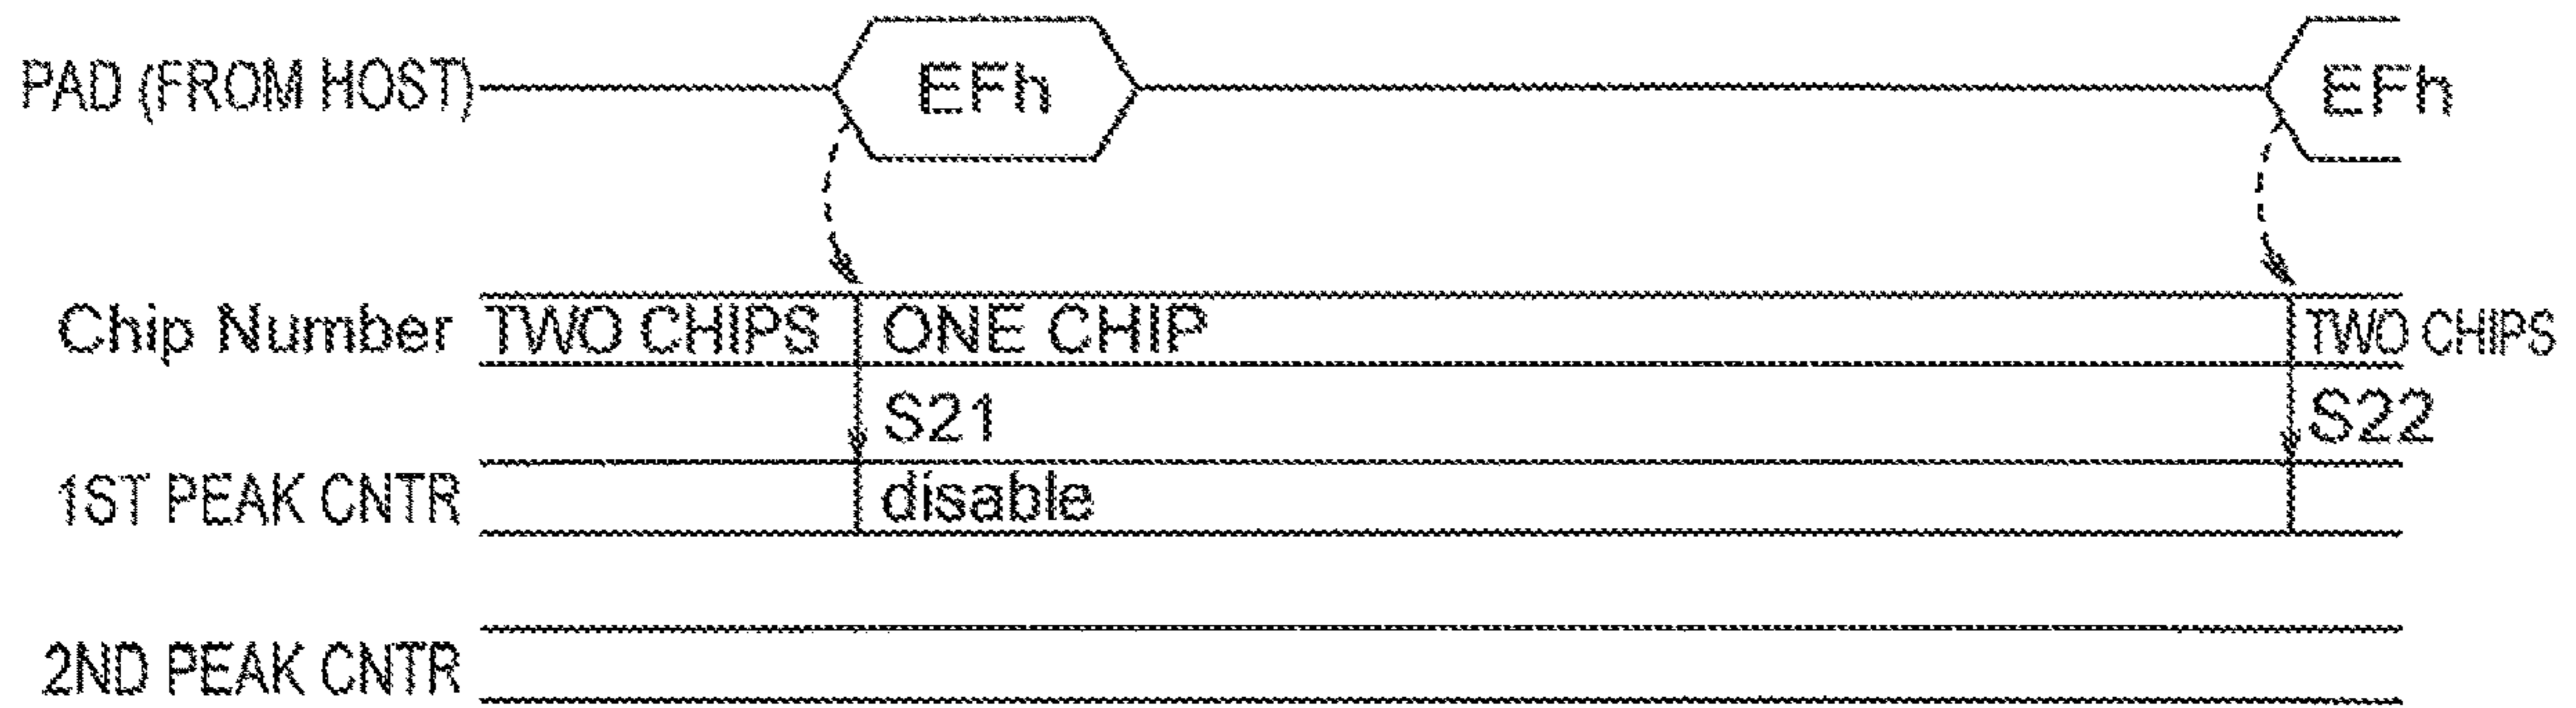 PAD (FROM HOST) EFh EFh
Chip Number TWO CHIPS ONE CHIP TWO CHIPS
S21 S22
1ST PEAK CNTR disable
2ND PEAK CNTR